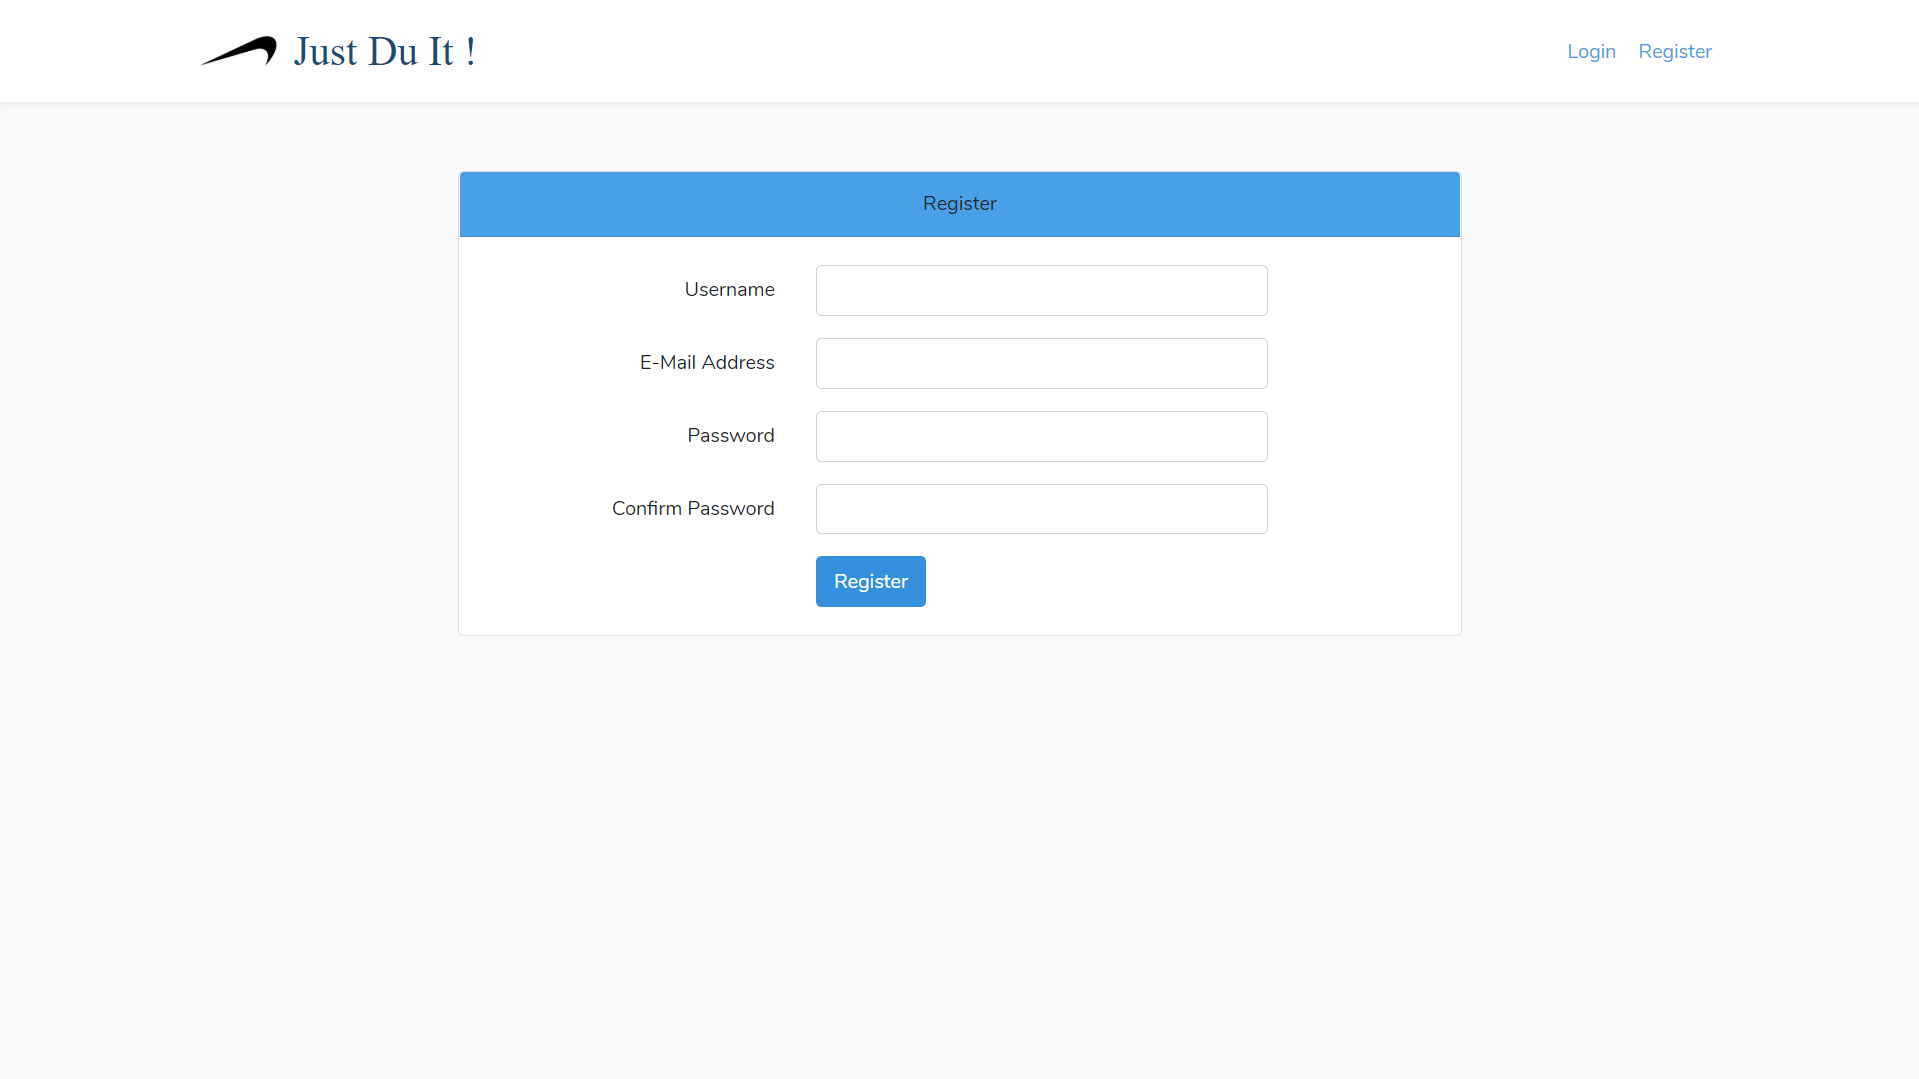 Just Du It !
Login Register
Register
Username
E-Mail Address
Password
Confirm Password
Register